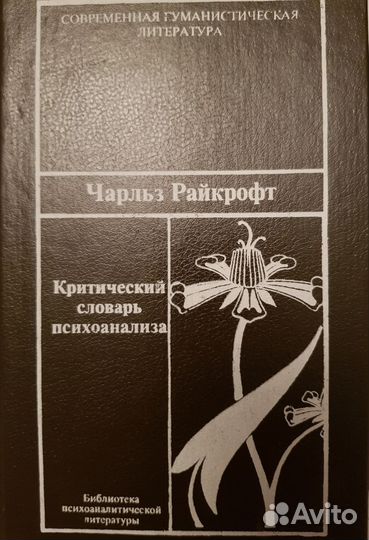 СОВРЕМЕННАЯ ГУМАНИСТИЧЕСКАЯ
ЛИТЕРАТУРА
Чарльз Райкрофт
Критический
словарь
психоанализа
Библиотека
психоаналитической
литературы
Avito